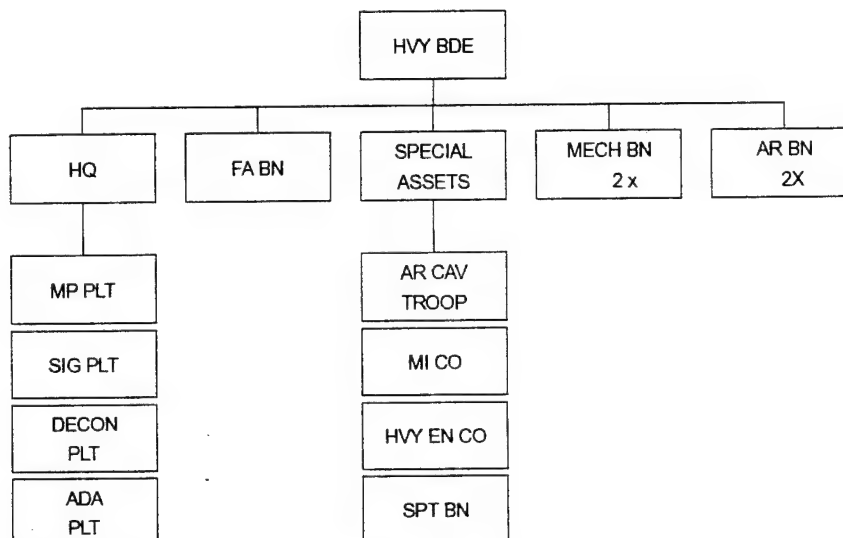 HVY BDE
HQ
FA BN
SPECIAL
ASSETS
MECH BN
2 x
AR BN
2X
MP PLT
SIG PLT
DECON
PLT
ADA
PLT
AR CAV
TROOP
MI CO
HVY EN CO
SPT BN